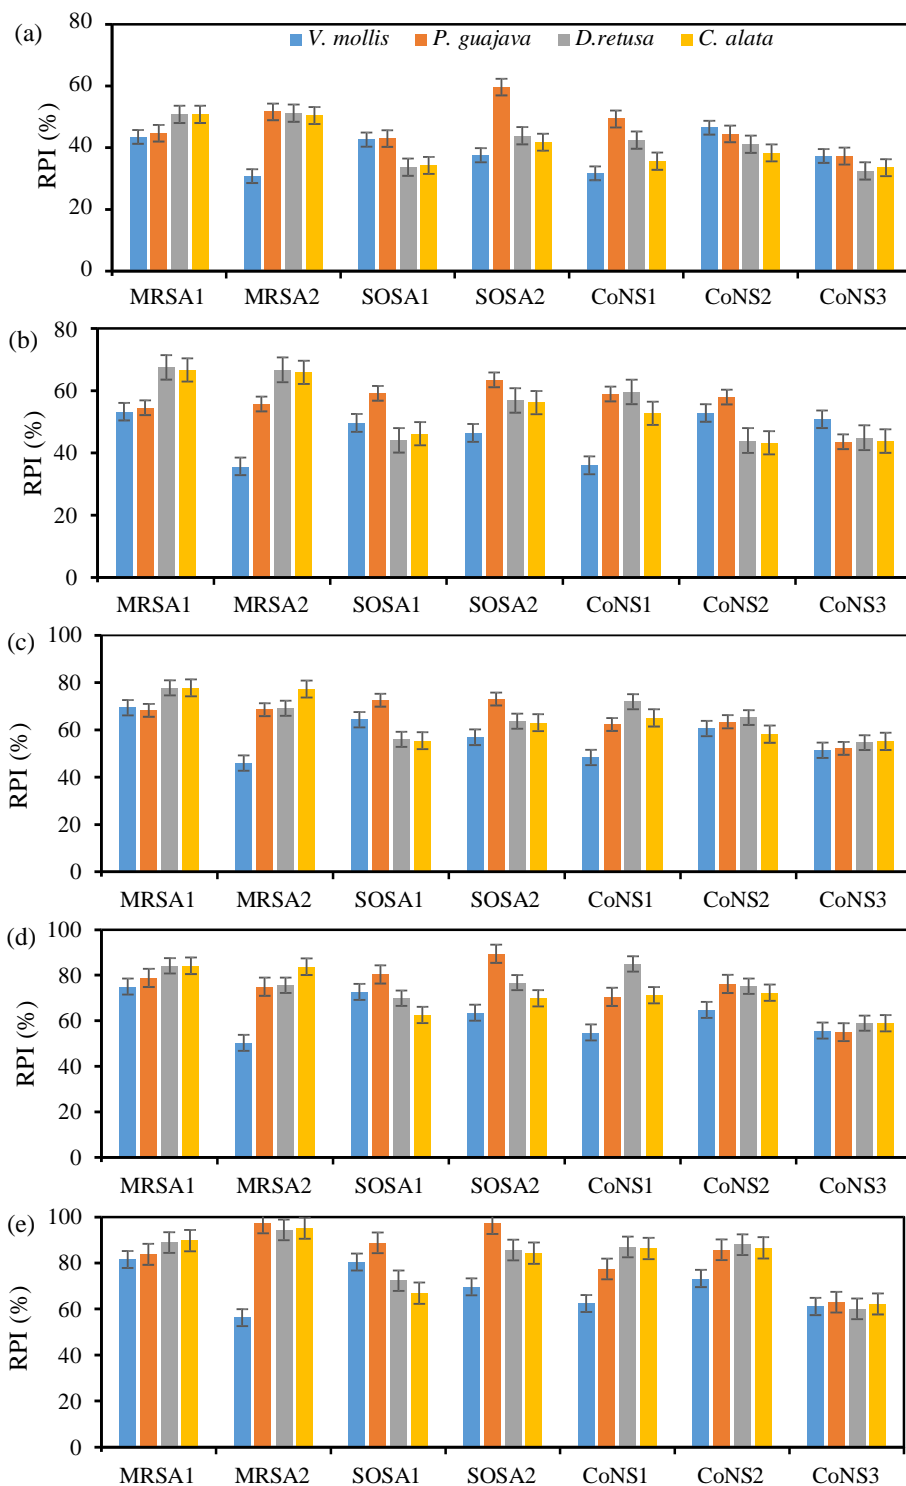 (a)
80
V. mollis P. guajava D.retusa C. alata
60
40
20
0
RPI (%)
MRSA1 MRSA2 SOSA1 SOSA2 CoNS1 CoNS2 CoNS3
(b)
80
60
40
20
0
RPI (%)
MRSA1 MRSA2 SOSA1 SOSA2 CoNS1 CoNS2 CoNS3
(c)
100
80
60
40
20
0
RPI (%)
MRSA1 MRSA2 SOSA1 SOSA2 CoNS1 CoNS2 CoNS3
(d)
100
80
60
40
20
0
RPI (%)
MRSA1 MRSA2 SOSA1 SOSA2 CoNS1 CoNS2 CoNS3
(e)
100
80
60
40
20
0
RPI (%)
MRSA1 MRSA2 SOSA1 SOSA2 CoNS1 CoNS2 CoNS3